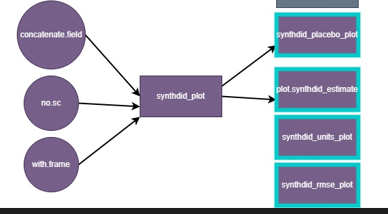 concatenate.field
no.sc
with.frame
synthdid_plot
synthdid_placebo_plot
plot.synthdid_estimate
synthdid_units_plot
synthdid_rmse_plot